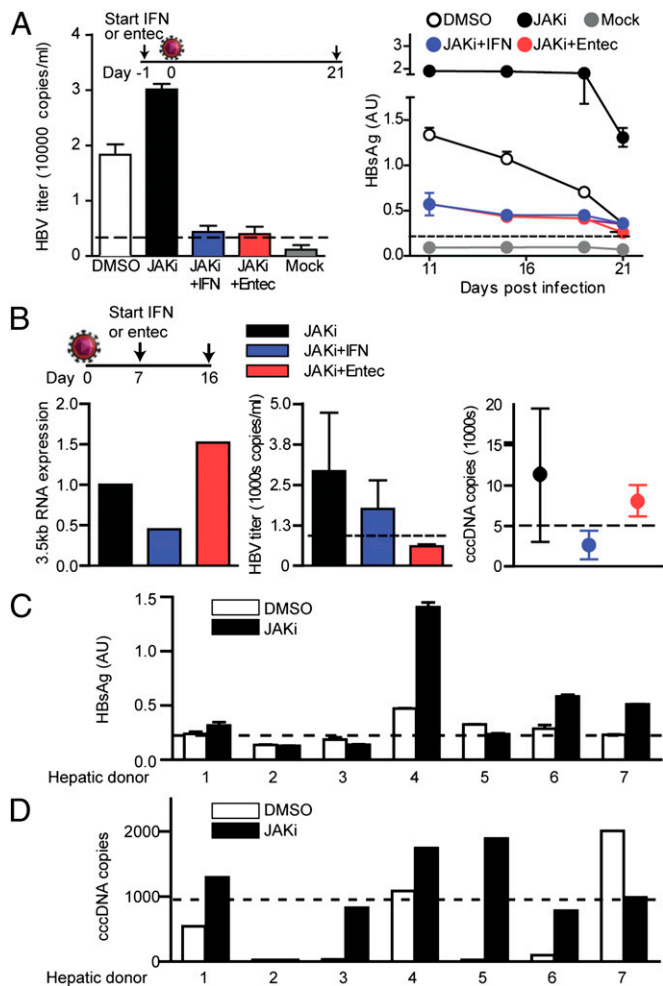 A
Start IFN
or entec
Day -1 0 21
HBV titer (10000 copies/ml)
4
3
2
1
0
DMSO JAKi JAKi JAKi Mock
+IFN +Entec
DMSO JAKi Mock
JAKi+IFN JAKi+Entec
HBsAg (AU)
2.5
2
1.5
1.0
0.5
0.0
11 16 21
Days post infection
B
Start IFN
or entec
Day 0 7 16
JAKi
JAKi+IFN
JAKi+Entec
3.5kb RNA expression
2.0
1.5
1.0
0.5
0.0
HBV titer (1000s copies/ml)
5.0
3.8
2.5
1.3
0
cccDNA copies (1000s)
20
15
10
5
0
C
DMSO
JAKi
HBsAg (AU)
1.5
1.0
0.5
0.0
Hepatic donor 1 2 3 4 5 6 7
D
DMSO
JAKi
cccDNA copies
2000
1000
0
Hepatic donor 1 2 3 4 5 6 7